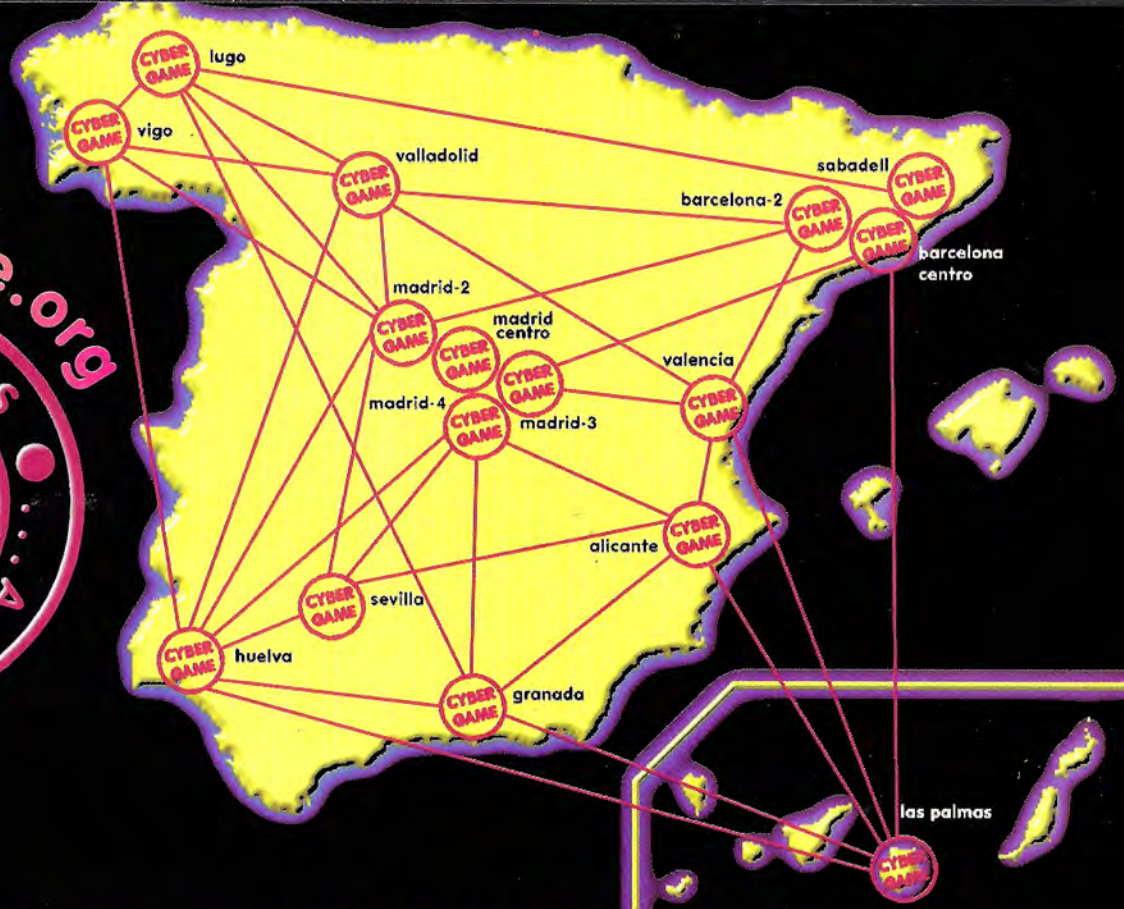 CYBER
GAME
lugo
CYBER
GAME
vigo
CYBER
GAME
valladolid
CYBER
GAME
sabadell
CYBER
GAME
barcelona-2
CYBER
GAME
barcelona
centro
CYBER
GAME
madrid-2
CYBER
GAME
madrid
centro
CYBER
GAME
madrid-3
CYBER
GAME
madrid-4
CYBER
GAME
valencia
CYBER
GAME
alicante
CYBER
GAME
sevilla
CYBER
GAME
huelva
CYBER
GAME
granada
CYBER
GAME
las palmas
e.org
S
A